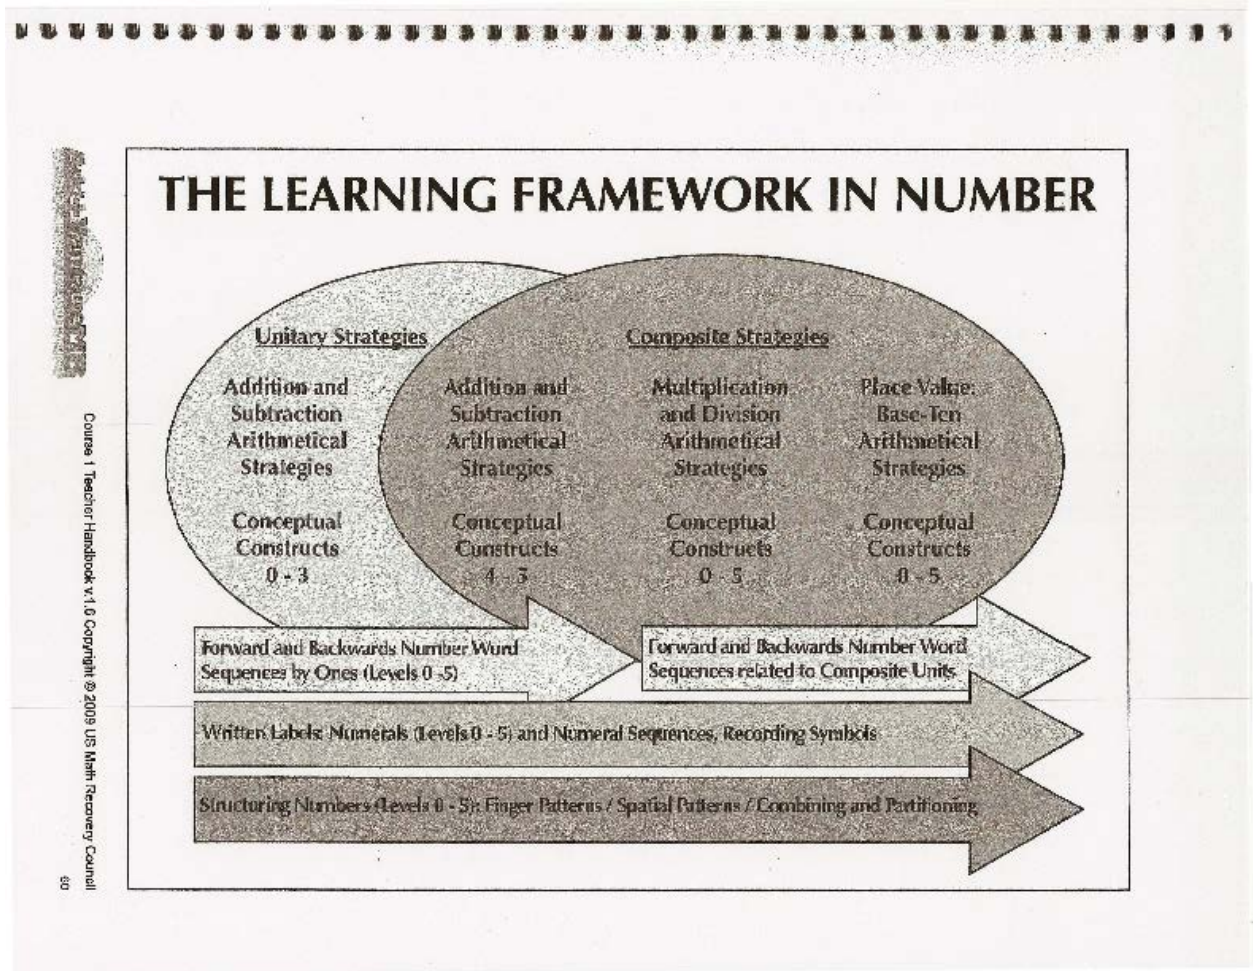 THE LEARNING FRAMEWORK IN NUMBER
Unitary Strategies
Addition and
Subtraction
Arithmetical
Strategies
Conceptual
Constructs
0 - 3
Composite Strategies
Addition and
Subtraction
Arithmetical
Strategies
Conceptual
Constructs
Multiplication
and Division
Arithmetical
Strategies
Conceptual
Constructs
0 - 5
Place Value:
Base-Ten
Arithmetical
Strategies
Conceptual
Constructs
0 - 5
Forward and Backwards Number Word
Sequences by Ones (Levels 0 -5)
Forward and Backwards Number Word
Sequences related to Composite Units
Written Labels: Numerals (Levels 0 - 5) and Numeral Sequences, Recording Symbols
Structuring Numbers (Levels 0 - 5): Finger Patterns / Spatial Patterns / Combining and Partitioning
Course 1 Teacher Handbook v.1.6 Copyright © 2009 US Math Recovery Council
60